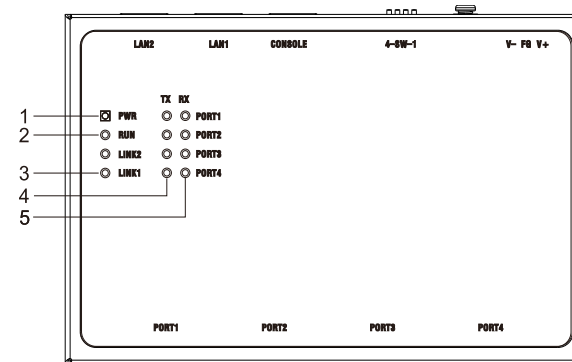 LAN2 LAN1 CONSOLE 4-SW-1 V- FG V+
TX RX
1 PWR PORT1
2 RUN PORT2
LINK2 PORT3
3 LINK1 PORT4
4
5
PORT1 PORT2 PORT3 PORT4